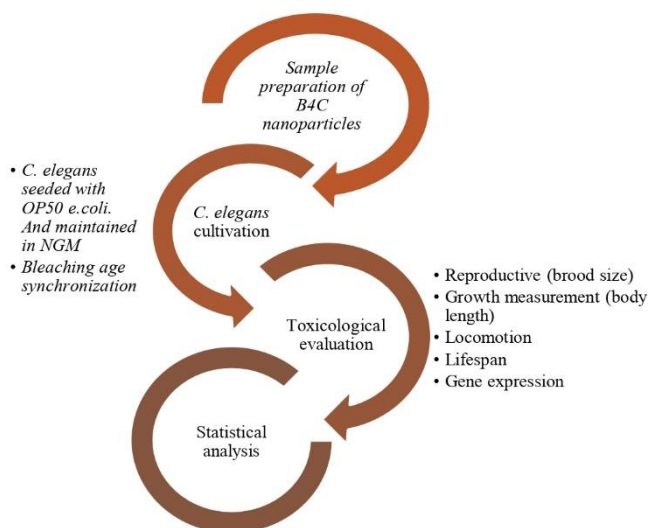 Sample
preparation of
B4C
nanoparticles
• C. elegans
seeded with
OP50 e.coli.
And maintained
in NGM
• Bleaching age
synchronization
C. elegans
cultivation
Toxicological
evaluation
• Reproductive (brood size)
• Growth measurement (body
length)
• Locomotion
• Lifespan
• Gene expression
Statistical
analysis